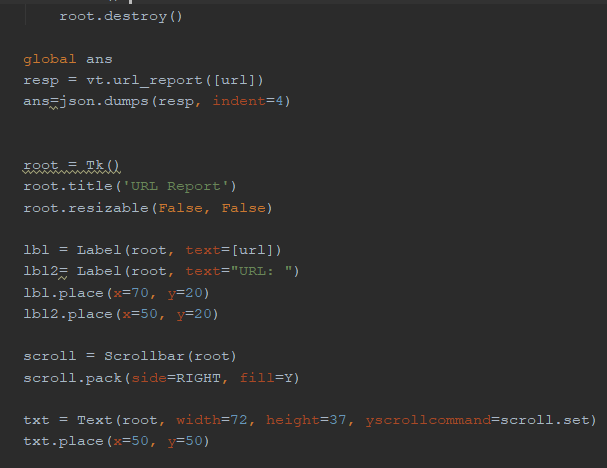 root.destroy()
global ans
resp = vt.url_report([url])
ans=json.dumps(resp, indent=4)
root = Tk()
root.title('URL Report')
root.resizable(False, False)
lbl = Label(root, text=[url])
lbl2= Label(root, text="URL: ")
lbl.place(x=70, y=20)
lbl2.place(x=50, y=20)
scroll = Scrollbar(root)
scroll.pack(side=RIGHT, fill=Y)
txt = Text(root, width=72, height=37, yscrollcommand=scroll.set)
txt.place(x=50, y=50)